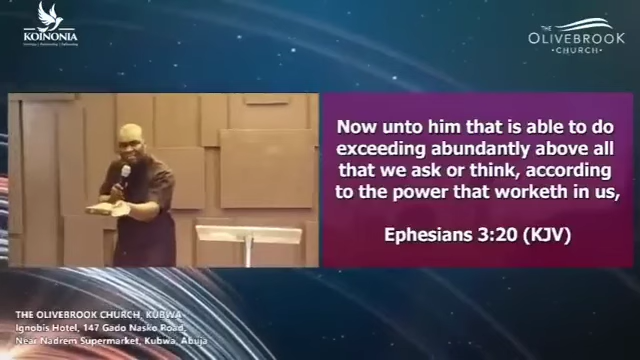 KOINONIA
THE
OLIVEBROOK
CHURCH
Now unto him that is able to do
exceeding abundantly above all
that we ask or think, according
to the power that worketh in us,
Ephesians 3:20 (KJV)
THE OLIVEBROOK CHURCH, KUBWA
Ignobis Hotel, 147 Gado Nasko Road,
Near Nadrem Supermarket, Kubwa, Abuja